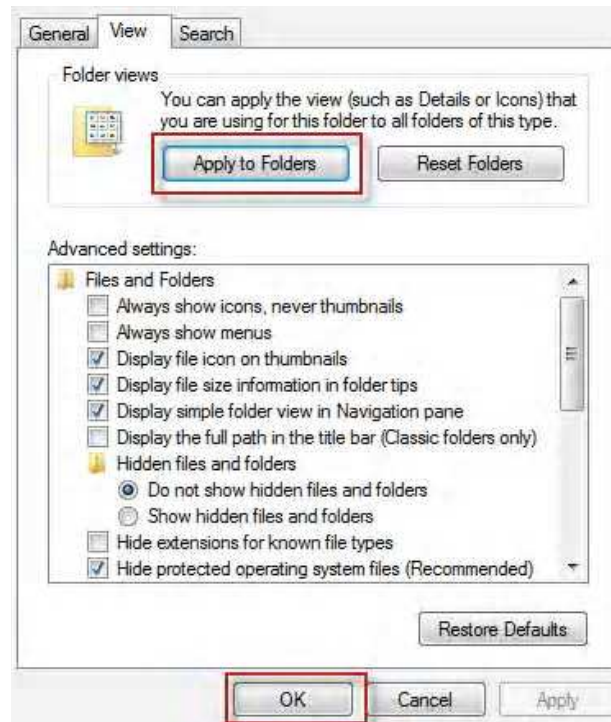 General View Search
Folder views
You can apply the view (such as Details or Icons) that
you are using for this folder to all folders of this type.
Apply to Folders Reset Folders
Advanced settings:
Files and Folders
Always show icons, never thumbnails
Always show menus
Display file icon on thumbnails
Display file size information in folder tips
Display simple folder view in Navigation pane
Display the full path in the title bar (Classic folders only)
Hidden files and folders
Do not show hidden files and folders
Show hidden files and folders
Hide extensions for known file types
Hide protected operating system files (Recommended)
Restore Defaults
OK Cancel Apply